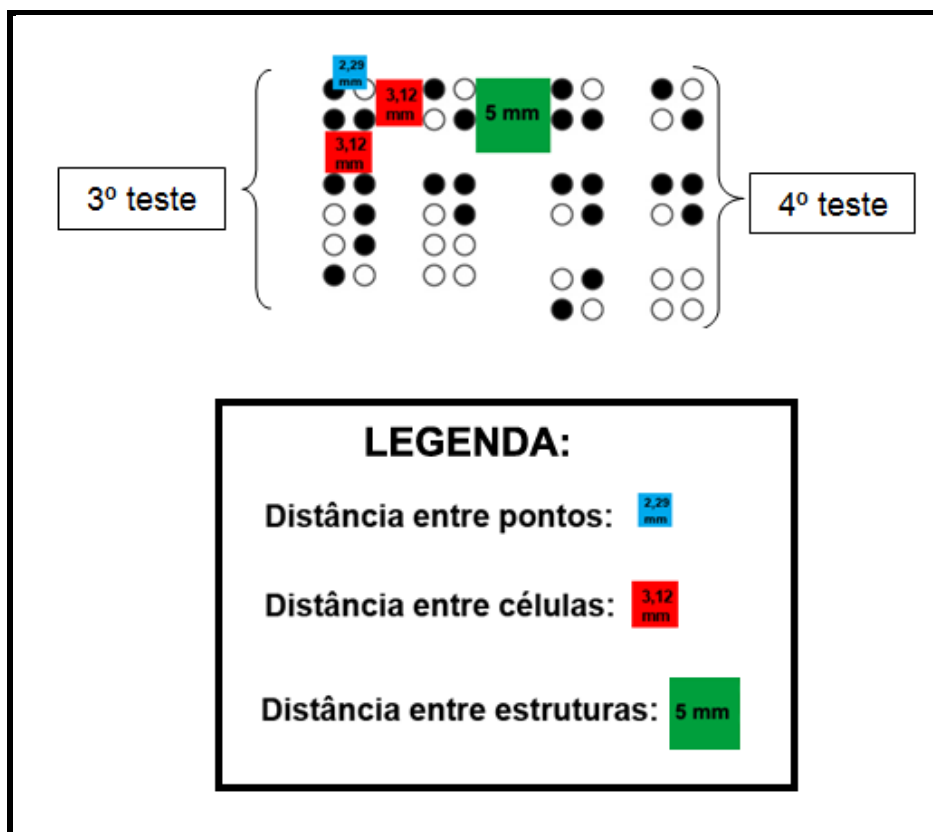 2,29
mm
3,12
mm
5 mm
3,12
mm
3º teste
4º teste
LEGENDA:
Distância entre pontos: 2,29
mm
Distância entre células: 3,12
mm
Distância entre estruturas: 5 mm